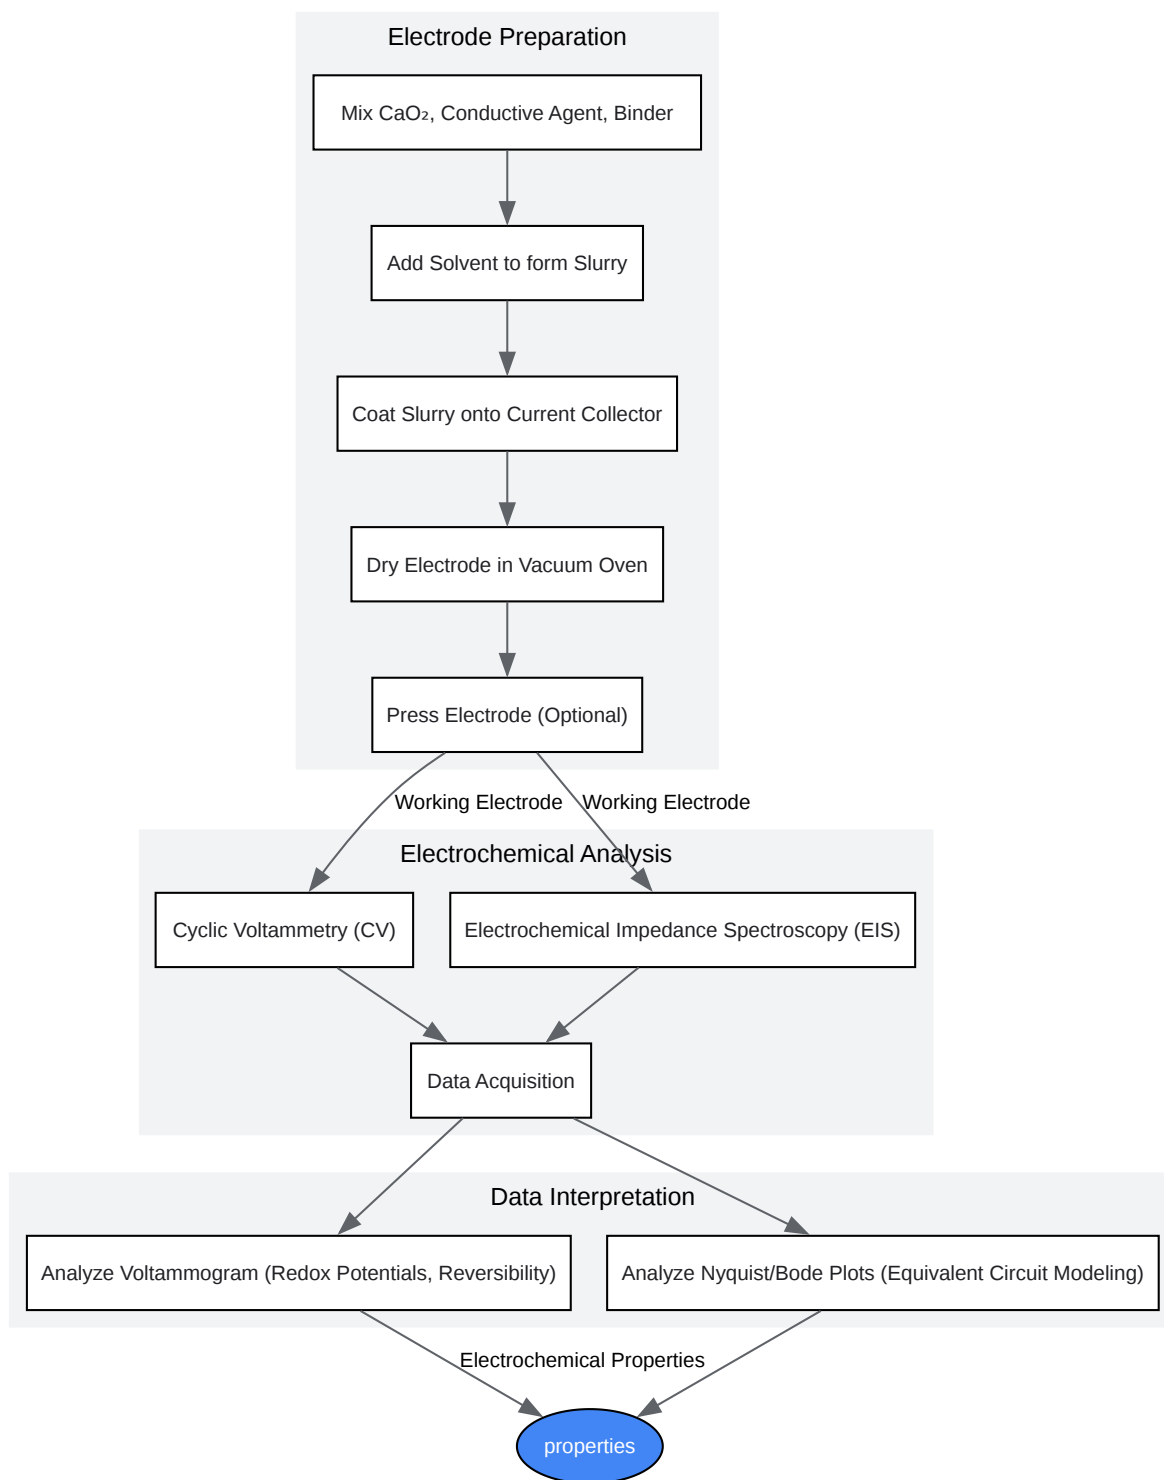 Electrode Preparation
Mix CaO₂, Conductive Agent, Binder
Add Solvent to form Slurry
Coat Slurry onto Current Collector
Dry Electrode in Vacuum Oven
Press Electrode (Optional)
Working Electrode
Working Electrode
Electrochemical Analysis
Cyclic Voltammetry (CV)
Electrochemical Impedance Spectroscopy (EIS)
Data Acquisition
Data Interpretation
Analyze Voltammogram (Redox Potentials, Reversibility)
Analyze Nyquist/Bode Plots (Equivalent Circuit Modeling)
Electrochemical Properties
properties